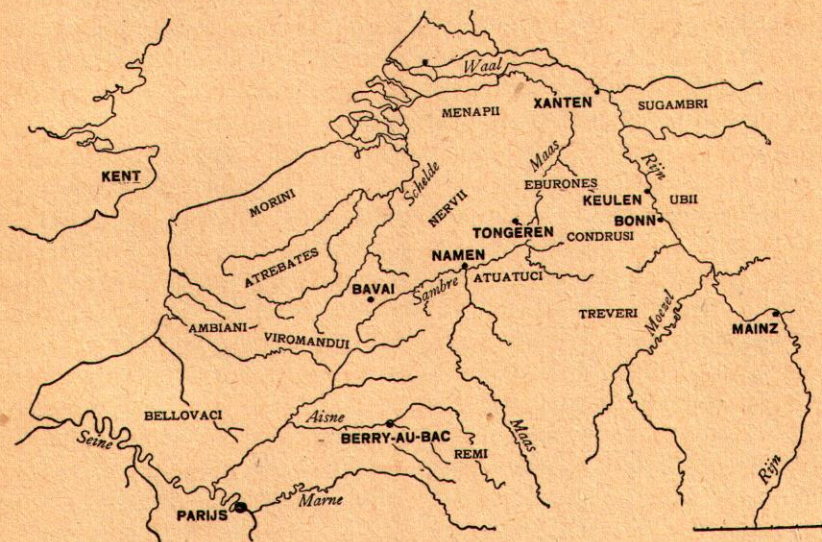 Waal
XANTEN
SUGAMBRI
MENAPII
Maas
Rijn
KENT
EBURONES
Schelde
KEULEN
UBII
MORINI
NERVII
BONN
TONGEREN
CONDRUSI
NAMEN
ATREBATES
ATUATUCI
BAVAI
Sambre
TREVERI
Moezel
MAINZ
AMBIANI
VIROMANDUI
BELLOVACI
Aisne
Seine
BERRY-AU-BAC
Maas
REMI
Rijn
Marne
PARIJS